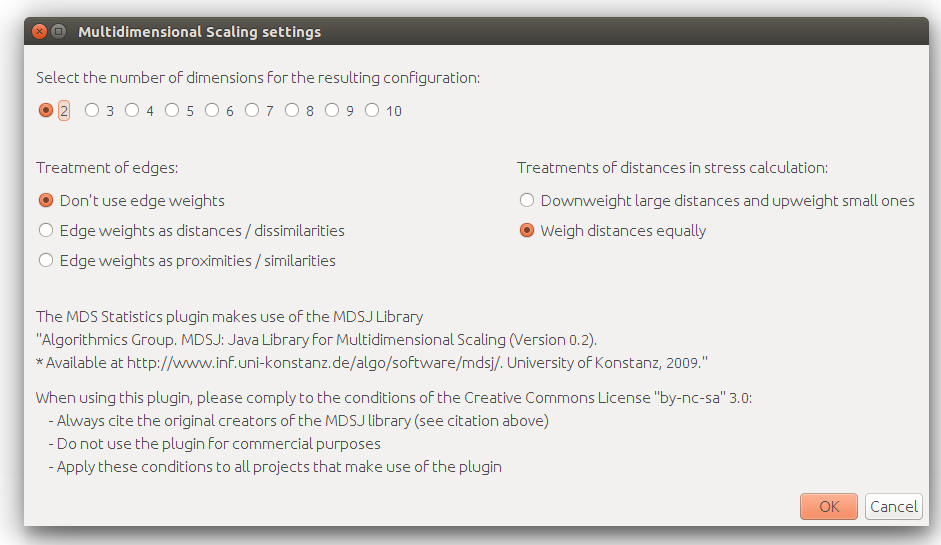 Multidimensional Scaling settings
Select the number of dimensions for the resulting configuration:
2 3 4 5 6 7 8 9 10
Treatment of edges:
Don't use edge weights
Edge weights as distances / dissimilarities
Edge weights as proximities / similarities
Treatments of distances in stress calculation:
Downweight large distances and upweight small ones
Weigh distances equally
The MDS Statistics plugin makes use of the MDSJ Library
"Algorithmics Group. MDSJ: Java Library for Multidimensional Scaling (Version 0.2).
* Available at http://www.inf.uni-konstanz.de/algo/software/mdsj/. University of Konstanz, 2009."
When using this plugin, please comply to the conditions of the Creative Commons License "by-nc-sa" 3.0:
- Always cite the original creators of the MDSJ library (see citation above)
- Do not use the plugin for commercial purposes
- Apply these conditions to all projects that make use of the plugin
OK Cancel